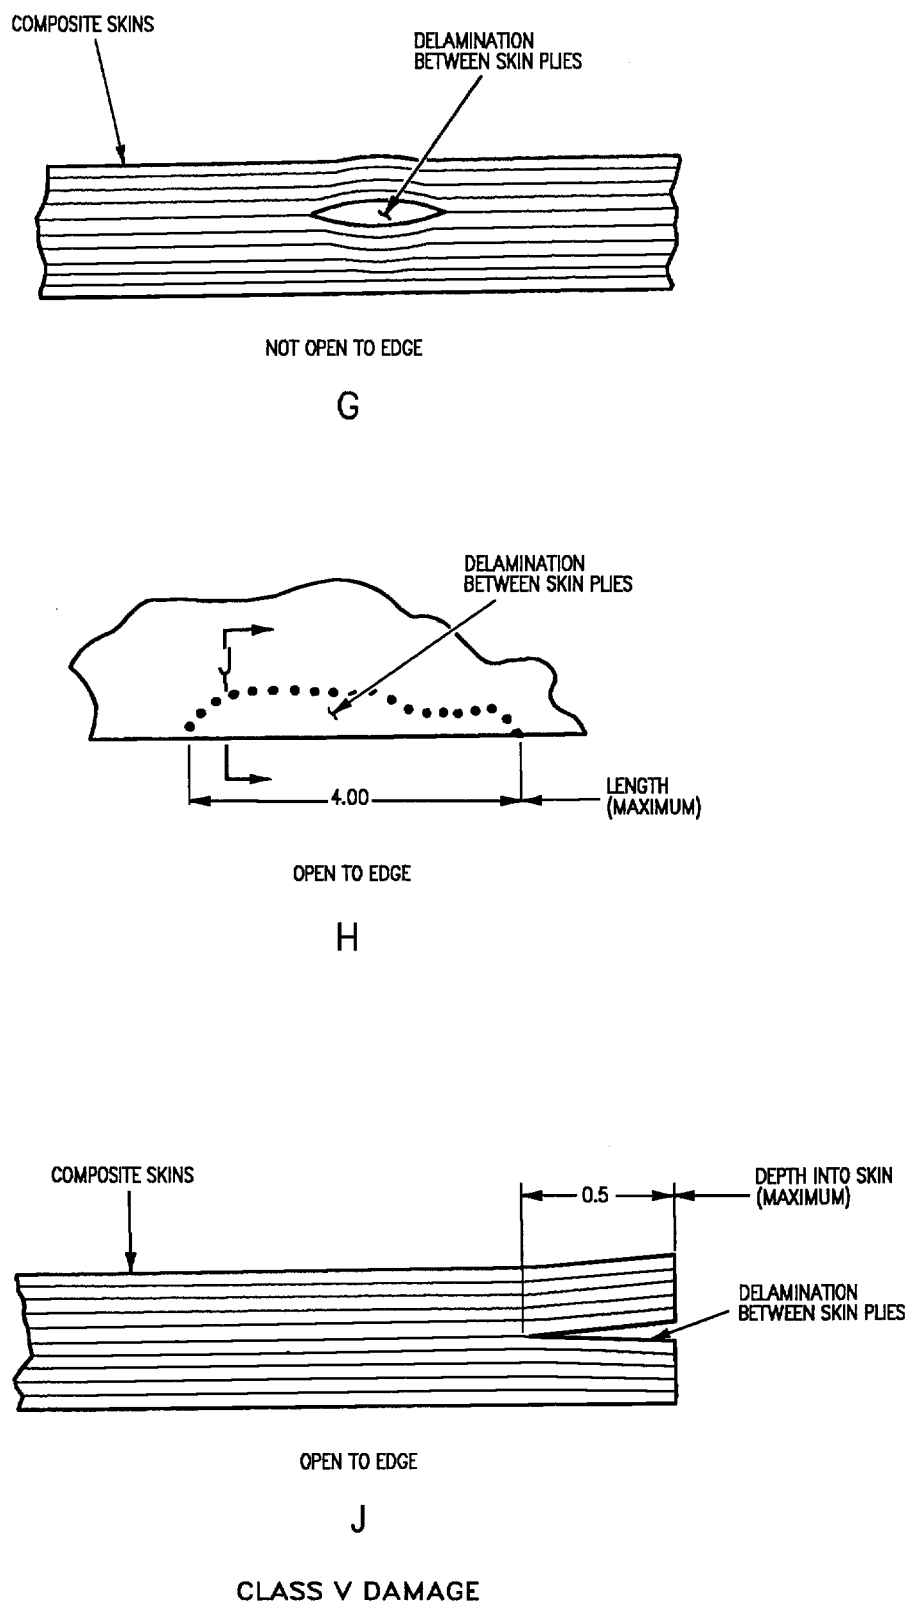 COMPOSITE SKINS
DELAMINATION
BETWEEN SKIN PLIES
NOT OPEN TO EDGE
G
DELAMINATION
BETWEEN SKIN PLIES
J
4.00
LENGTH
(MAXIMUM)
OPEN TO EDGE
H
COMPOSITE SKINS
0.5
DEPTH INTO SKIN
(MAXIMUM)
DELAMINATION
BETWEEN SKIN PLIES
OPEN TO EDGE
J
CLASS V DAMAGE